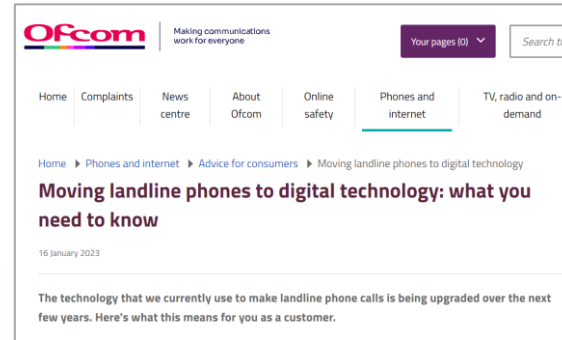 Ofcom
Making communications
work for everyone
Your pages (0)
Search
Home
Complaints
News
centre
About
Ofcom
Online
safety
Phones and
internet
TV, radio and on-
demand
Home Phones and internet Advice for consumers Moving landline phones to digital technology
Moving landline phones to digital technology: what you
need to know
16 January 2023
The technology that we currently use to make landline phone calls is being upgraded over the next
few years. Here's what this means for you as a customer.